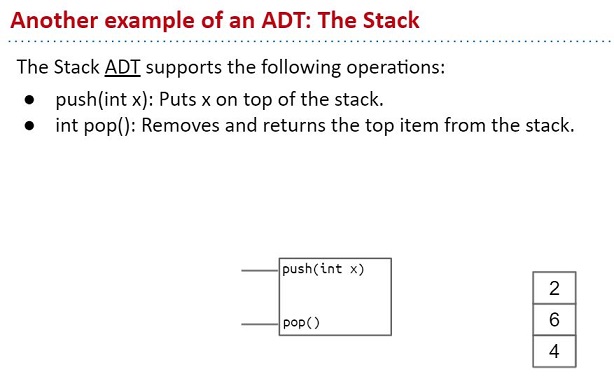 Another example of an ADT: The Stack
The Stack ADT supports the following operations:
● push(int x): Puts x on top of the stack.
● int pop(): Removes and returns the top item from the stack.
push(int x)
pop()
2
6
4